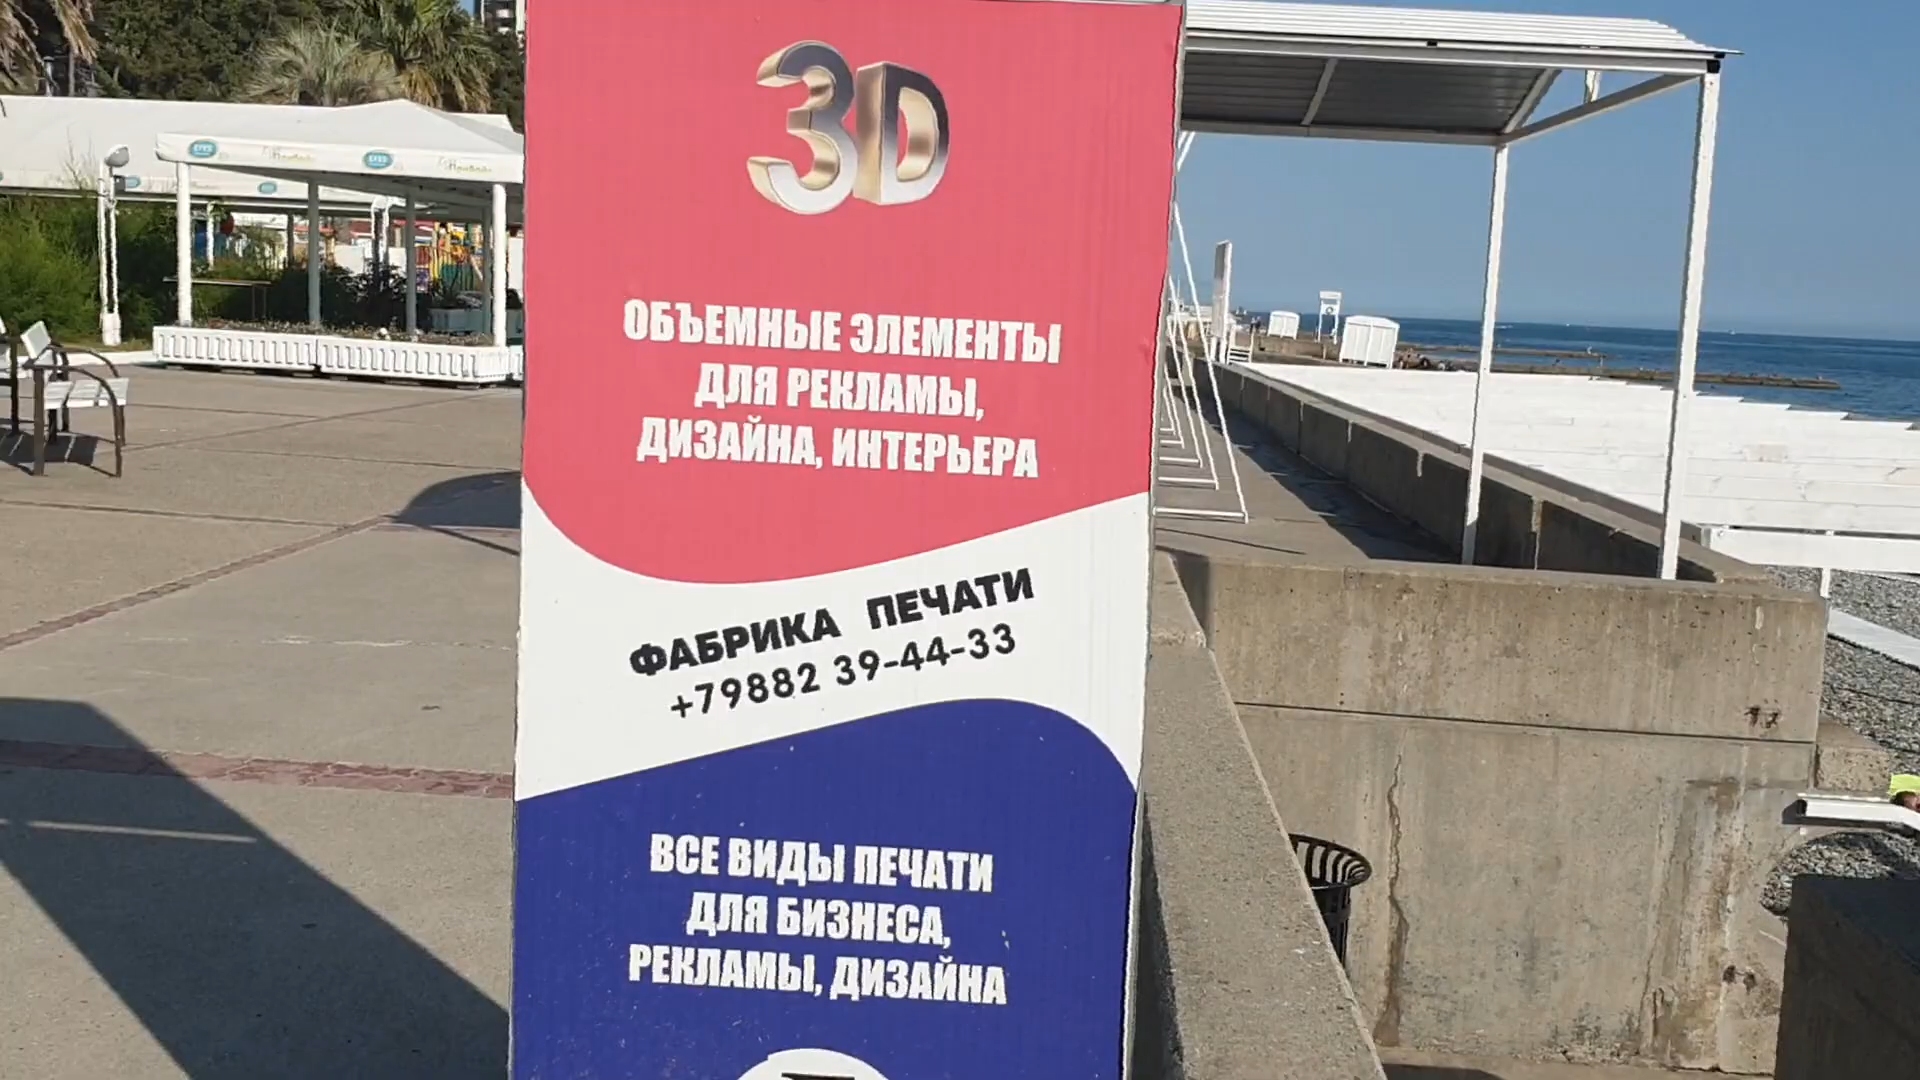 3D
ОБЪЕМНЫЕ ЭЛЕМЕНТЫ
ДЛЯ РЕКЛАМЫ,
ДИЗАЙНА, ИНТЕРЬЕРА
ФАБРИКА ПЕЧАТИ
+79882 39-44-33
ВСЕ ВИДЫ ПЕЧАТИ
ДЛЯ БИЗНЕСА,
РЕКЛАМЫ, ДИЗАЙНА